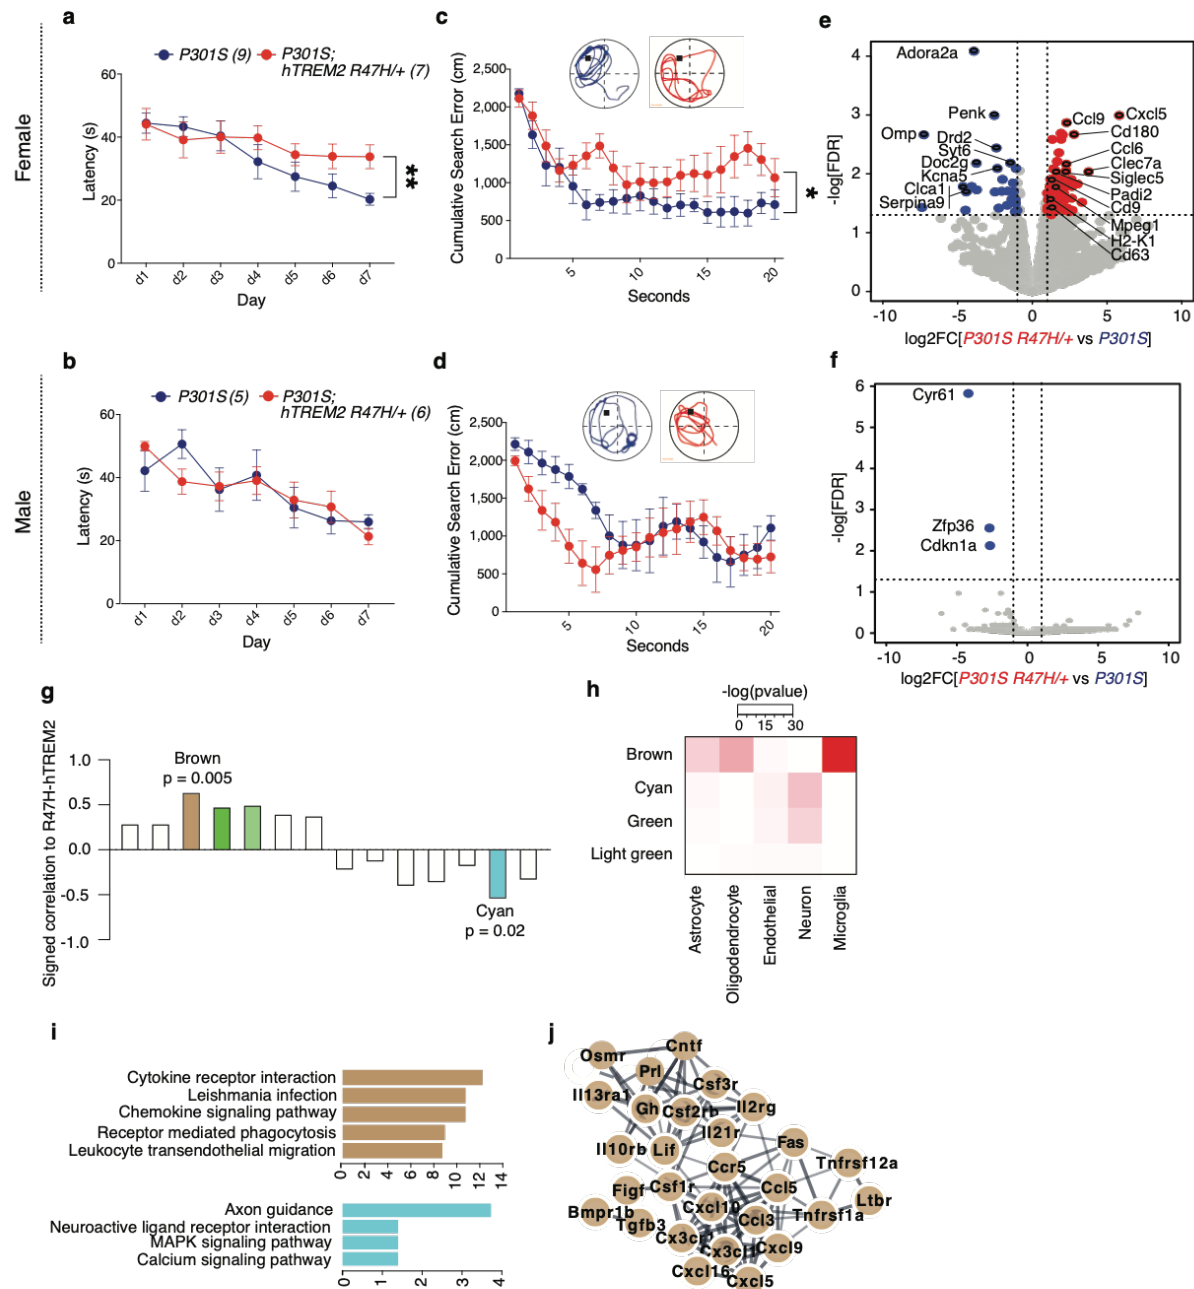 a
P301S (9)
P301S;
hTREM2 R47H/+ (7)
Female
Latency (s)
60
40
20
0
d1
d2
d3
d4
d5
d6
d7
Day
**
c
Cumulative Search Error (cm)
2,500
2,000
1,500
1,000
500
0
5
10
15
20
Seconds
*
e
-log[FDR]
4
3
2
1
0
Adora2a
Penk
Omp
Drd2
Syt6
Doc2g
Kcna5
Clca1
Serpina9
Ccl9
Cxcl5
Cd180
Ccl6
Clec7a
Siglec5
Padi2
Cd9
Mpeg1
H2-K1
Cd63
-10
-5
0
5
10
log2FC[P301S R47H/+ vs P301S]
b
P301S (5)
P301S;
hTREM2 R47H/+ (6)
Male
Latency (s)
60
40
20
0
d1
d2
d3
d4
d5
d6
d7
Day
d
Cumulative Search Error (cm)
2,500
2,000
1,500
1,000
500
0
5
10
15
20
Seconds
f
-log[FDR]
6
5
4
3
2
1
0
Cyr61
Zfp36
Cdkn1a
-10
-5
0
5
10
log2FC[P301S R47H/+ vs P301S]
g
Signed correlation to R47H-hTREM2
1.0
0.5
0.0
-0.5
-1.0
Brown
p = 0.005
Cyan
p = 0.02
h
-log(pvalue)
0 15 30
Brown
Cyan
Green
Light green
Astrocyte
Oligodendrocyte
Endothelial
Neuron
Microglia
i
Cytokine receptor interaction
Leishmania infection
Chemokine signaling pathway
Receptor mediated phagocytosis
Leukocyte transendothelial migration
0
2
4
6
8
10
12
14
Axon guidance
Neuroactive ligand receptor interaction
MAPK signaling pathway
Calcium signaling pathway
0
1
2
3
4
j
Cntf
Osmr
Prl
Csf3r
Il13ra1
Gh
Csf2rb
Il2rg
Il21r
Fas
Il10rb
Lif
Tnfrsf12a
Ccr5
Figf
Csf1r
Ccl5
Ltbr
Bmpr1b
Cxcl10
Tnfrsf1a
Tgfb3
Ccl3
Cx3cr1
Cx3cl1
Cxcl9
Cxcl16
Cxcl5